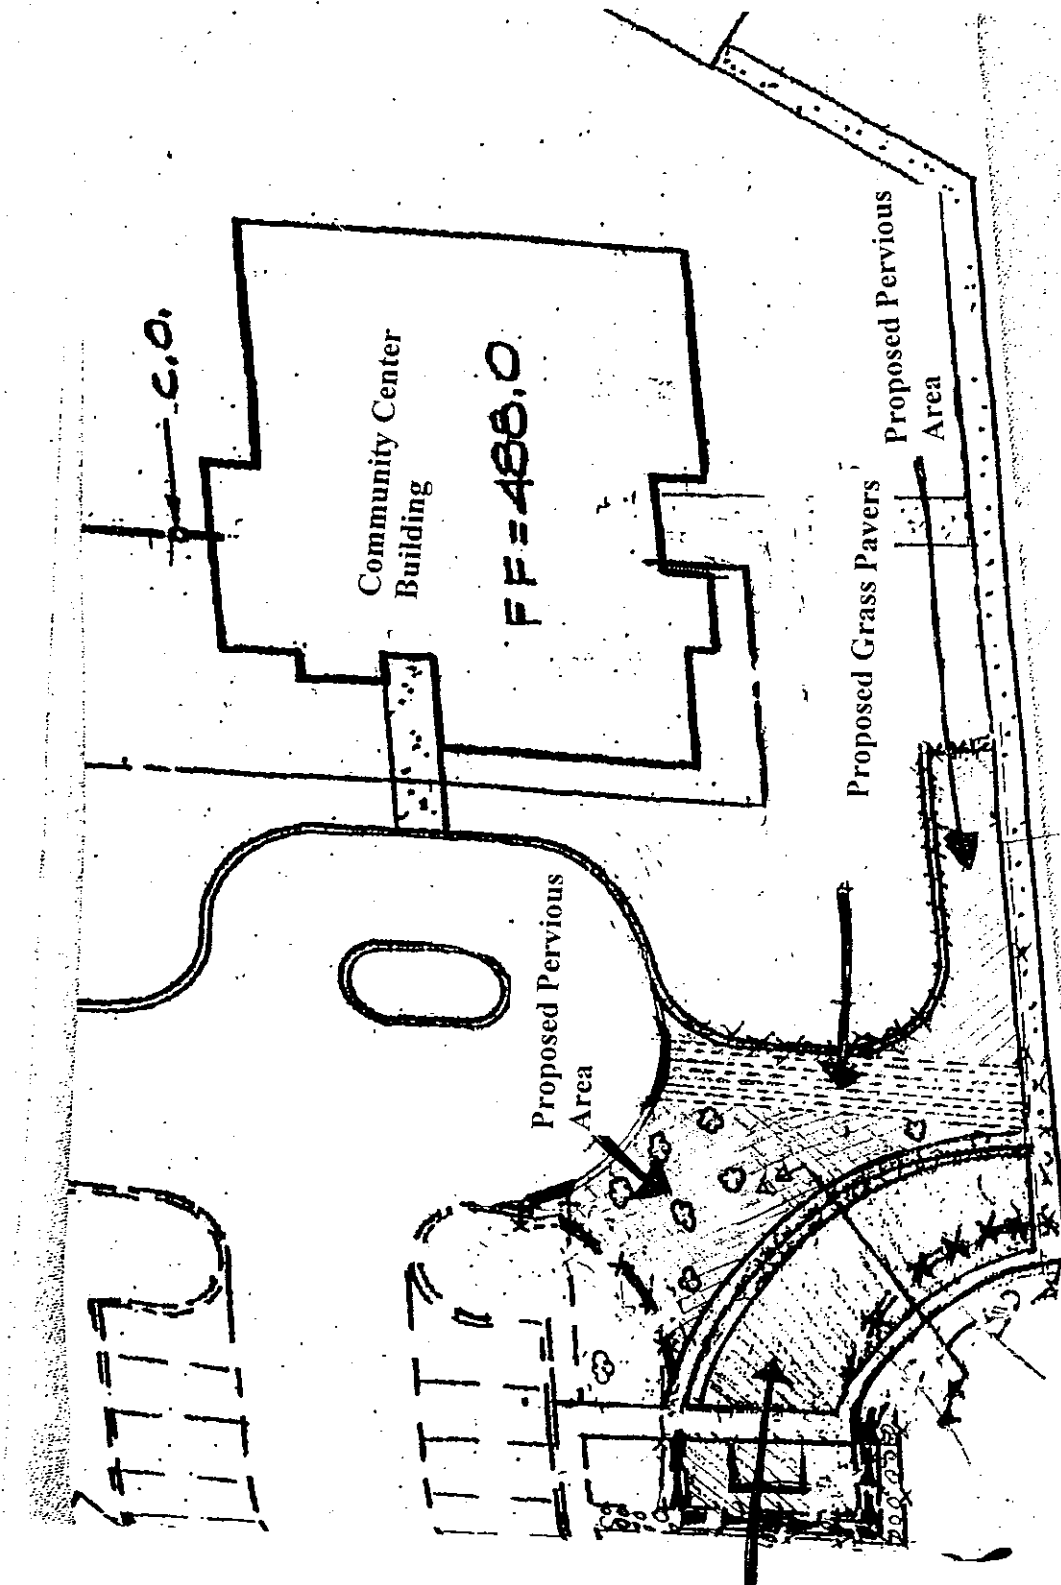 C.O.
Community Center
Building
FF=488.0
Proposed Pervious
Area
Proposed Grass Pavers
Proposed Pervious
Area